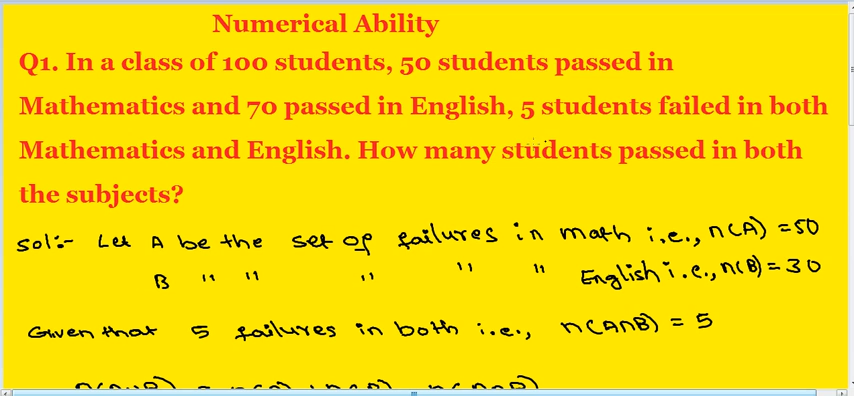 Numerical Ability
Q1. In a class of 100 students, 50 students passed in
Mathematics and 70 passed in English, 5 students failed in both
Mathematics and English. How many students passed in both
the subjects?
Sol:- Let A be the set of failures in math i.e., n(A) = 50
B " " " " " English i.e., n(B) = 30
Given that 5 failures in both i.e., n(A∩B) = 5